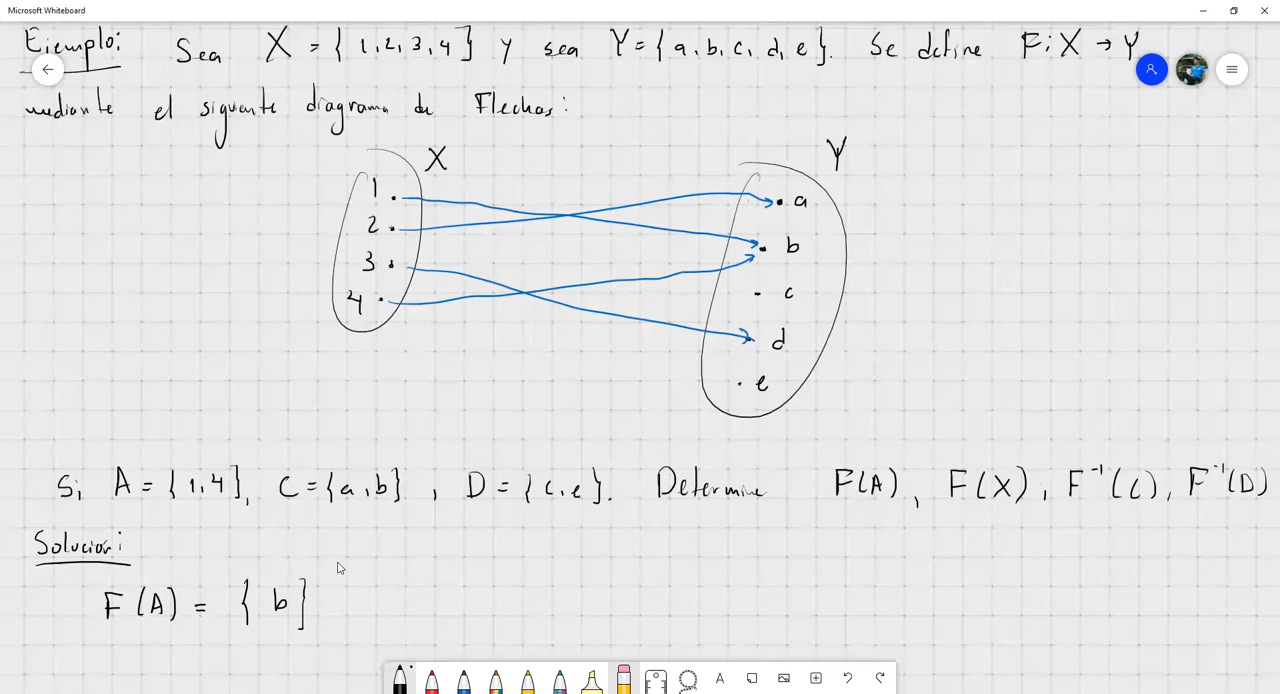 Microsoft Whiteboard
Ejemplo: Sea X = { 1, 2, 3, 4 } y sea Y = { a, b, c, d, e }. Se define F: X → Y
mediante el siguente diagrama de Flechas:
X
Y
1
a
2
b
3
c
4
d
e
Si A = { 1, 4 }, C = { a, b } , D = { c, e }. Determine F(A) , F(X) , F⁻¹(C) , F⁻¹(D)
Solución:
F(A) = { b }
A